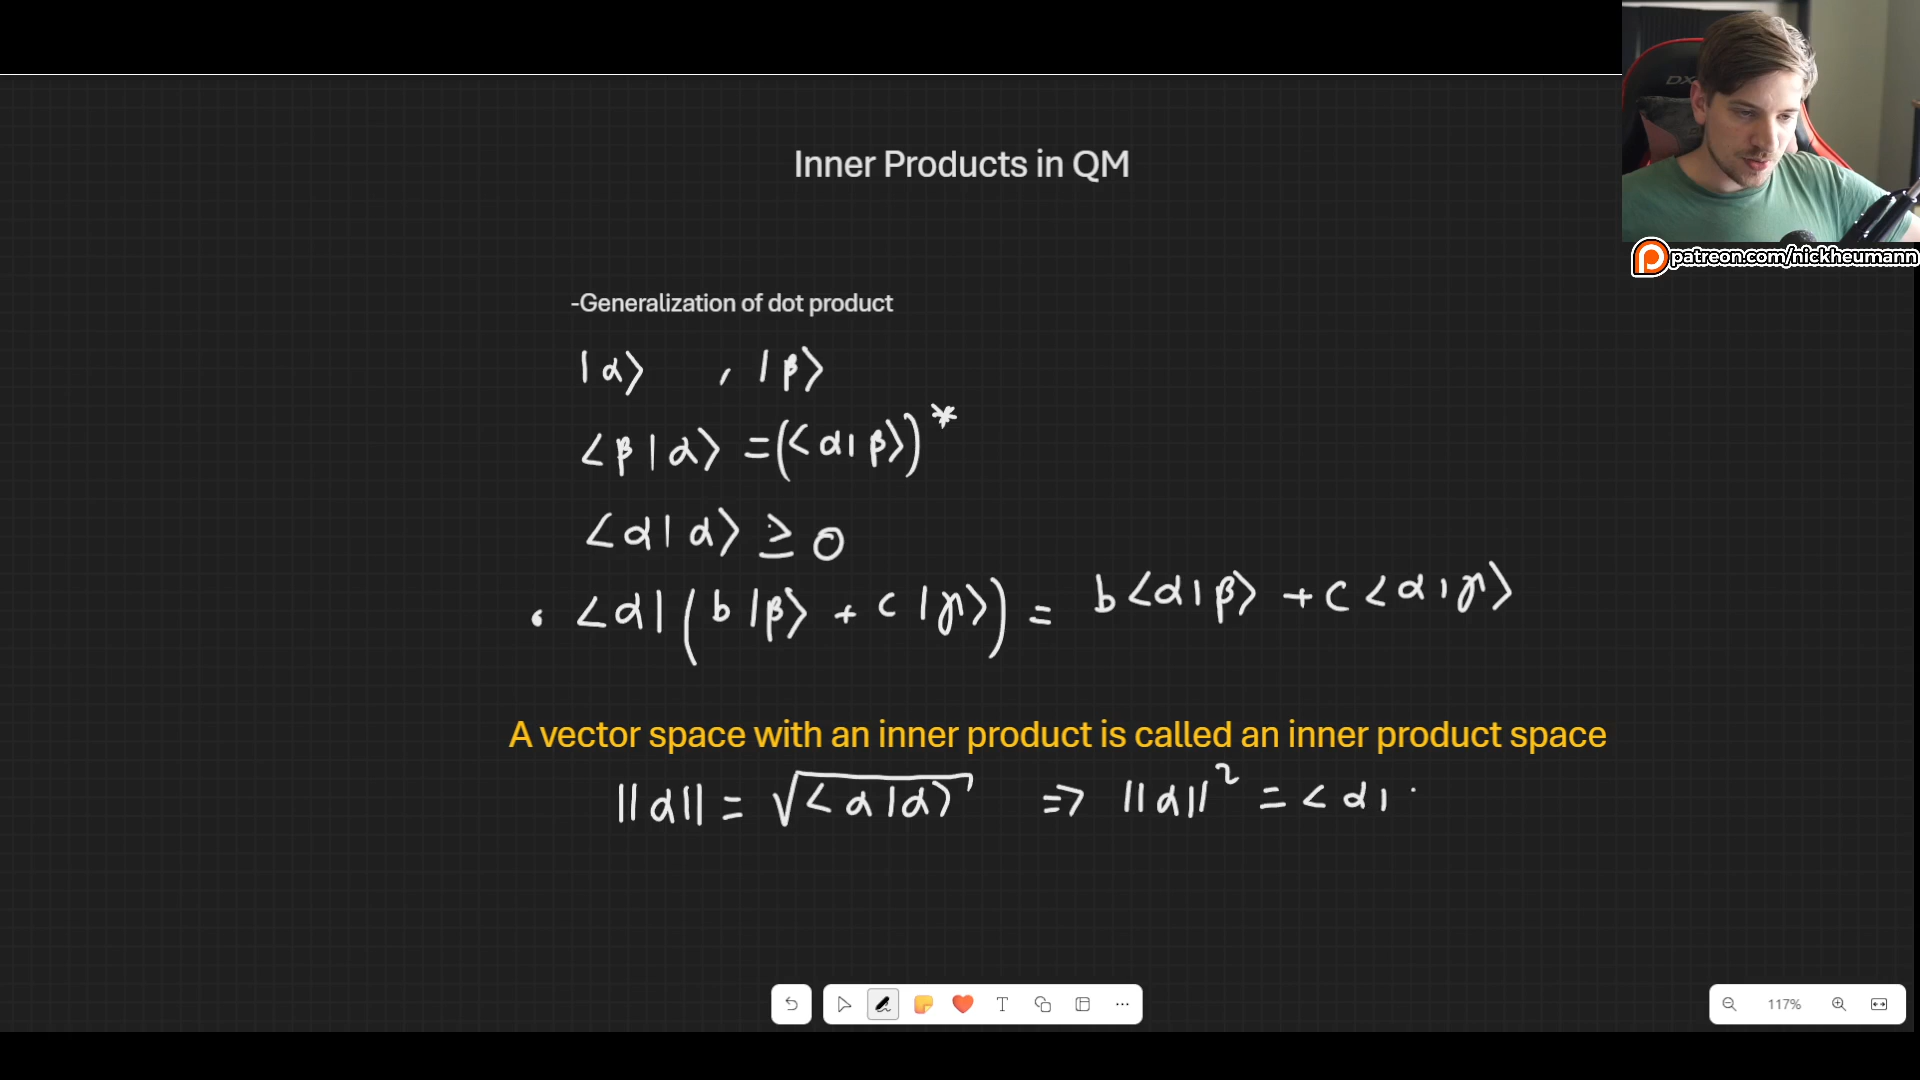 Inner Products in QM
patreon.com/nickheumann
-Generalization of dot product
|α⟩ , |β⟩
⟨β|α⟩ = (⟨α|β⟩)*
⟨α|α⟩ ≥ 0
• ⟨α|(b|β⟩ + c|γ⟩) = b⟨α|β⟩ + c⟨α|γ⟩
A vector space with an inner product is called an inner product space
||α|| = √⟨α|α⟩ => ||α||² = ⟨α|
117%